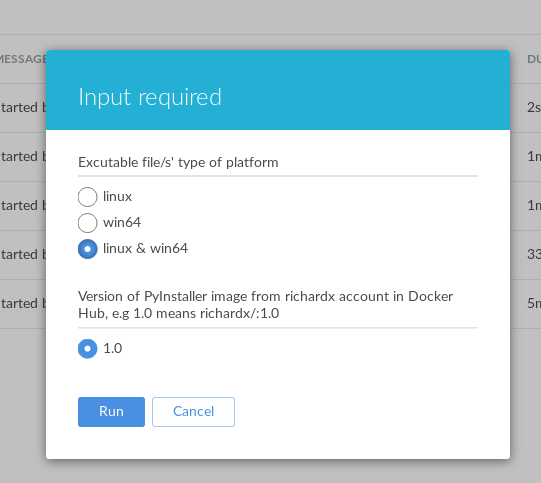 Input required
Excutable file/s' type of platform
linux
win64
linux & win64
Version of PyInstaller image from richardx account in Docker
Hub, e.g 1.0 means richardx/:1.0
1.0
Run Cancel
MESSAGE DU
tarted b 2s
tarted b 1m
tarted b 1m
tarted b 33
tarted b 5m